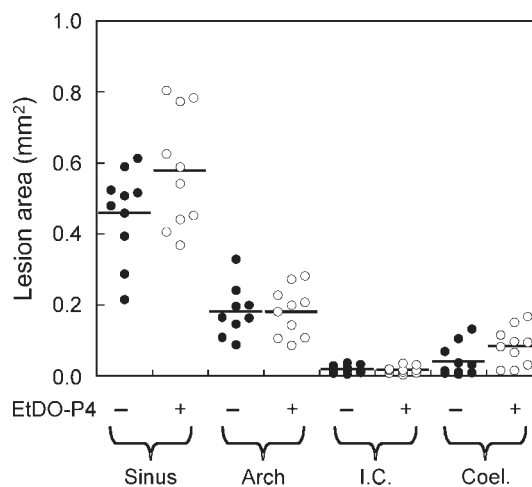 1.0
0.8
0.6
0.4
0.2
0.0
Lesion area (mm²)
EtDO-P4 – + – + – + – +
Sinus Arch I.C. Coel.